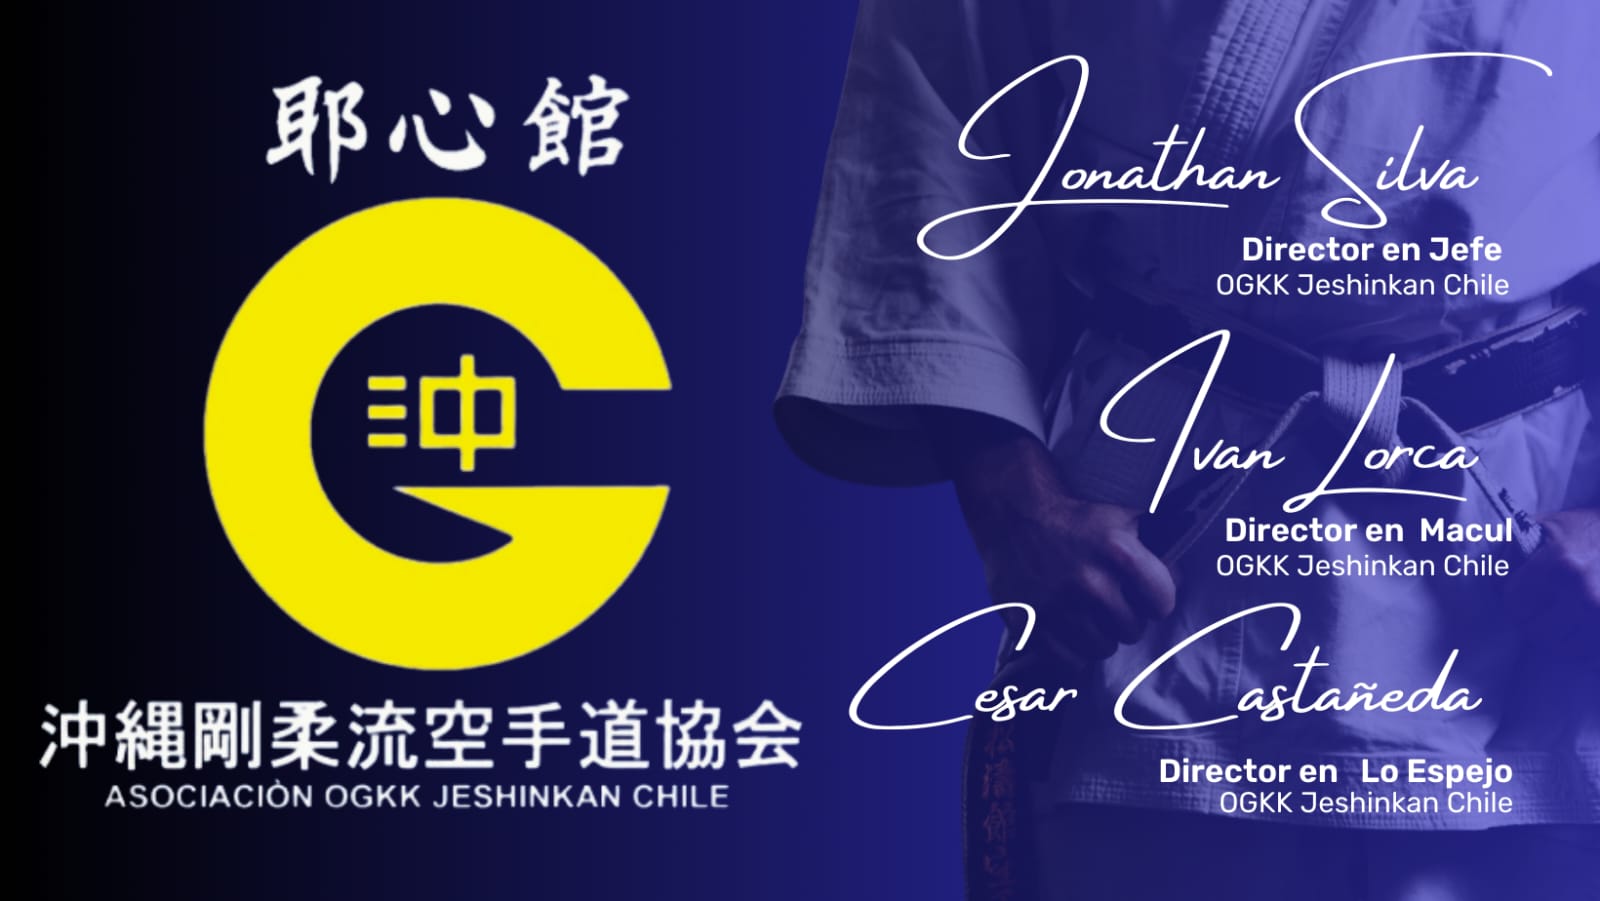 耶心館
沖
沖縄剛柔流空手道協会
ASOCIACIÒN OGKK JESHINKAN CHILE
Jonathan Silva
Director en Jefe
OGKK Jeshinkan Chile
Ivan Lorca
Director en Macul
OGKK Jeshinkan Chile
Cesar Castañeda
Director en Lo Espejo
OGKK Jeshinkan Chile